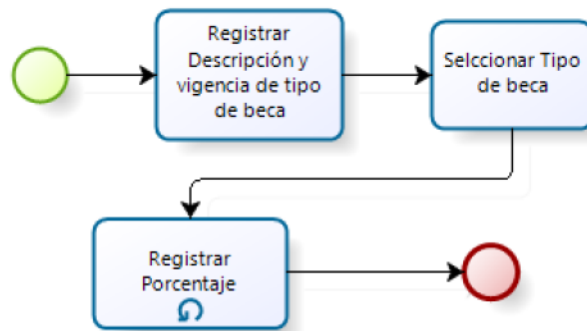 Registrar
Descripción y
vigencia de tipo
de beca
Selccionar Tipo
de beca
Registrar
Porcentaje